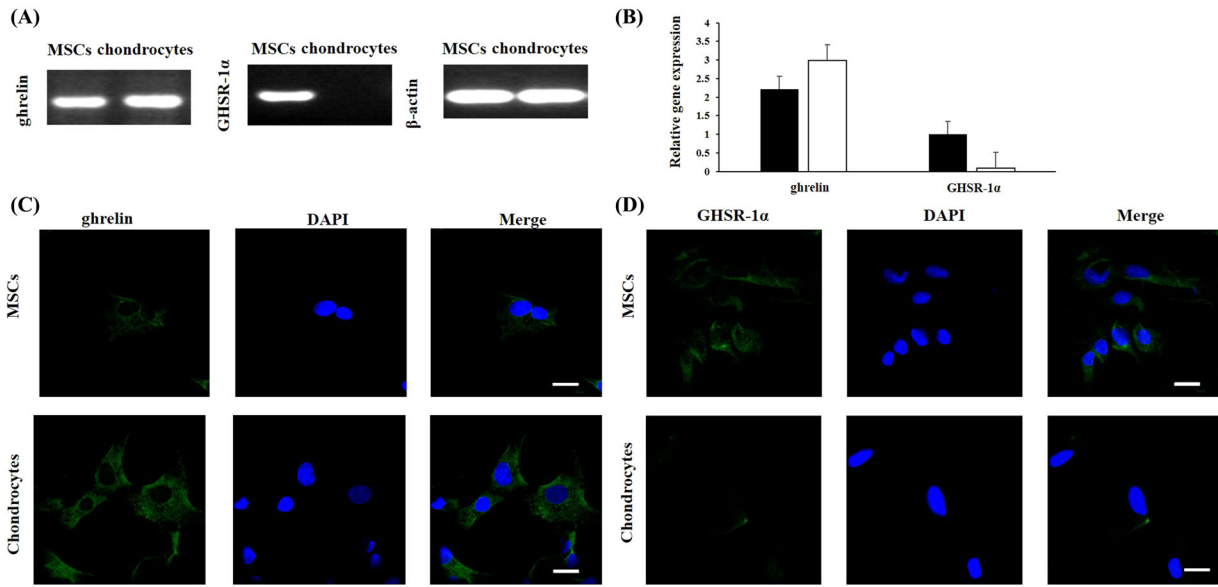 (A)
MSCs chondrocytes
MSCs chondrocytes
MSCs chondrocytes
ghrelin
GHSR-1α
β-actin
(B)
Relative gene expression
4
3.5
3
2.5
2
1.5
1
0.5
0
ghrelin
GHSR-1α
(C)
ghrelin
DAPI
Merge
MSCs
Chondrocytes
(D)
GHSR-1α
DAPI
Merge
MSCs
Chondrocytes